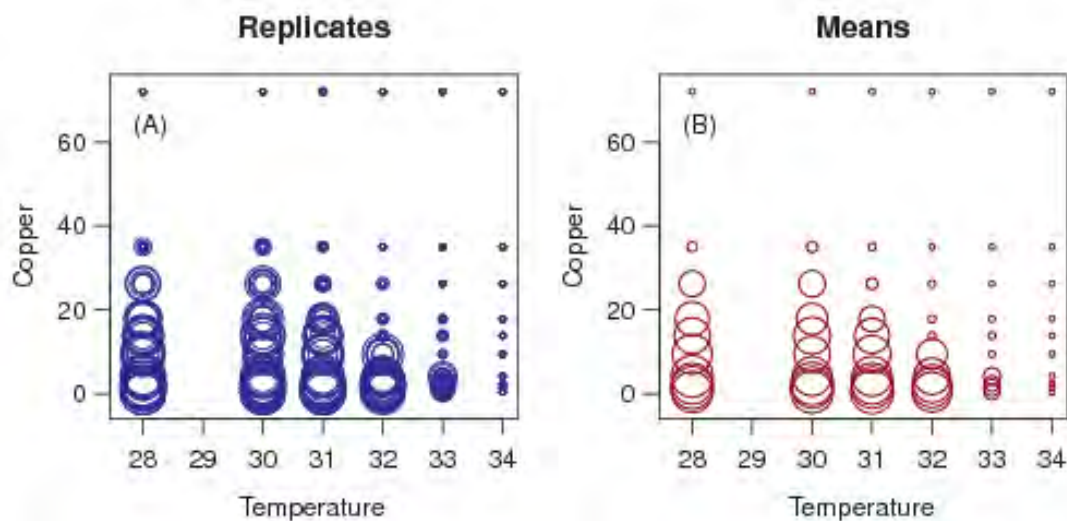 Replicates
Means
(A)
(B)
60
40
20
0
Copper
28 29 30 31 32 33 34
Temperature
60
40
20
0
Copper
28 29 30 31 32 33 34
Temperature